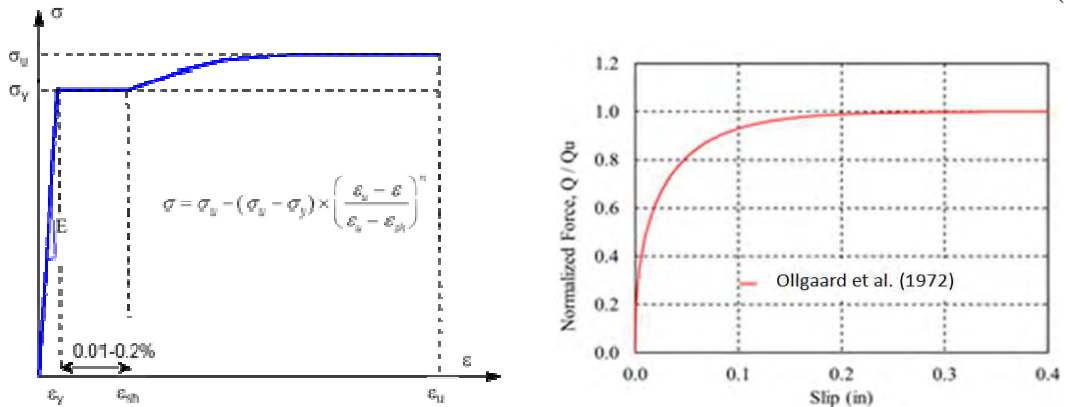 σ
σu
σy
σ = σu − (σu − σy) × ((εu − ε) / (εu − εsh))^n
E
0.01-0.2%
ε
εy
εsh
εu
1.2
1.0
0.8
0.6
0.4
0.2
0.0
Normalized Force, Q / Qu
Ollgaard et al. (1972)
0.0 0.1 0.2 0.3 0.4
Slip (in)